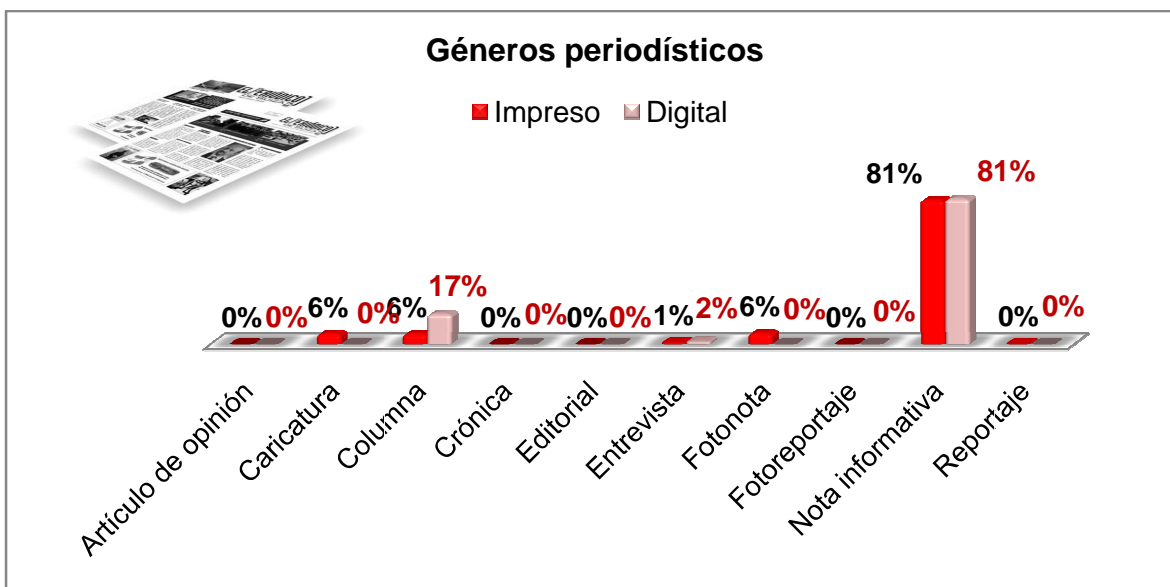 Géneros periodísticos
Impreso Digital
0% 0% 6% 0% 6% 17% 0% 0% 0% 0% 1% 2% 6% 0% 0% 0% 81% 81% 0% 0%
Artículo de opinión
Caricatura
Columna
Crónica
Editorial
Entrevista
Fotonota
Fotoreportaje
Nota informativa
Reportaje